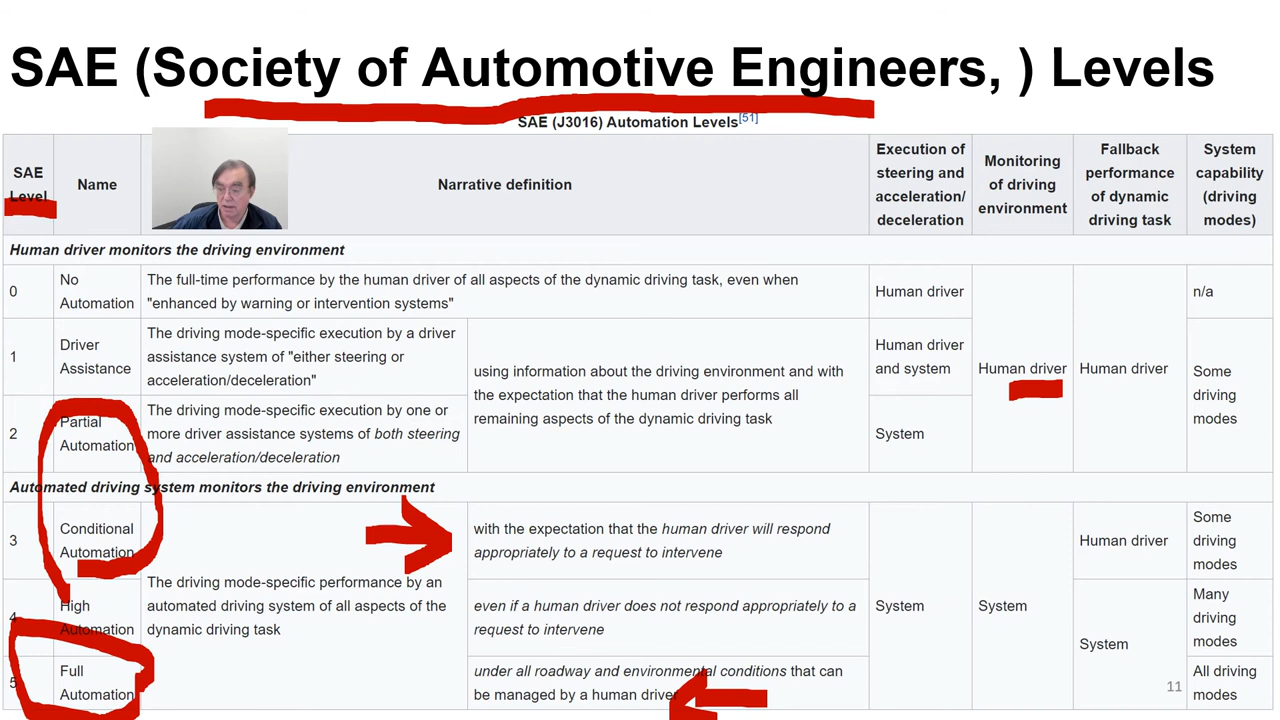 SAE (Society of Automotive Engineers, ) Levels
SAE (J3016) Automation Levels[51]
SAE
Level
Name
Narrative definition
Execution of
steering and
acceleration/
deceleration
Monitoring
of driving
environment
Fallback
performance
of dynamic
driving task
System
capability
(driving
modes)
Human driver monitors the driving environment
0
No
Automation
The full-time performance by the human driver of all aspects of the dynamic driving task, even when
"enhanced by warning or intervention systems"
Human driver
n/a
1
Driver
Assistance
The driving mode-specific execution by a driver
assistance system of "either steering or
acceleration/deceleration"
using information about the driving environment and with
the expectation that the human driver performs all
remaining aspects of the dynamic driving task
Human driver
and system
Human driver
Human driver
Some
driving
modes
2
Partial
Automation
The driving mode-specific execution by one or
more driver assistance systems of both steering
and acceleration/deceleration
System
Automated driving system monitors the driving environment
3
Conditional
Automation
The driving mode-specific performance by an
automated driving system of all aspects of the
dynamic driving task
with the expectation that the human driver will respond
appropriately to a request to intervene
System
System
Human driver
Some
driving
modes
4
High
Automation
even if a human driver does not respond appropriately to a
request to intervene
System
Many
driving
modes
5
Full
Automation
under all roadway and environmental conditions that can
be managed by a human driver
All driving
modes
11